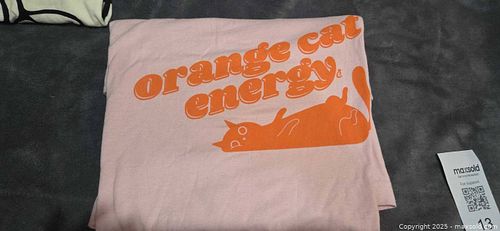 orange cat
energy.
maxsold
13
Copyright 2025 - maxsold.com